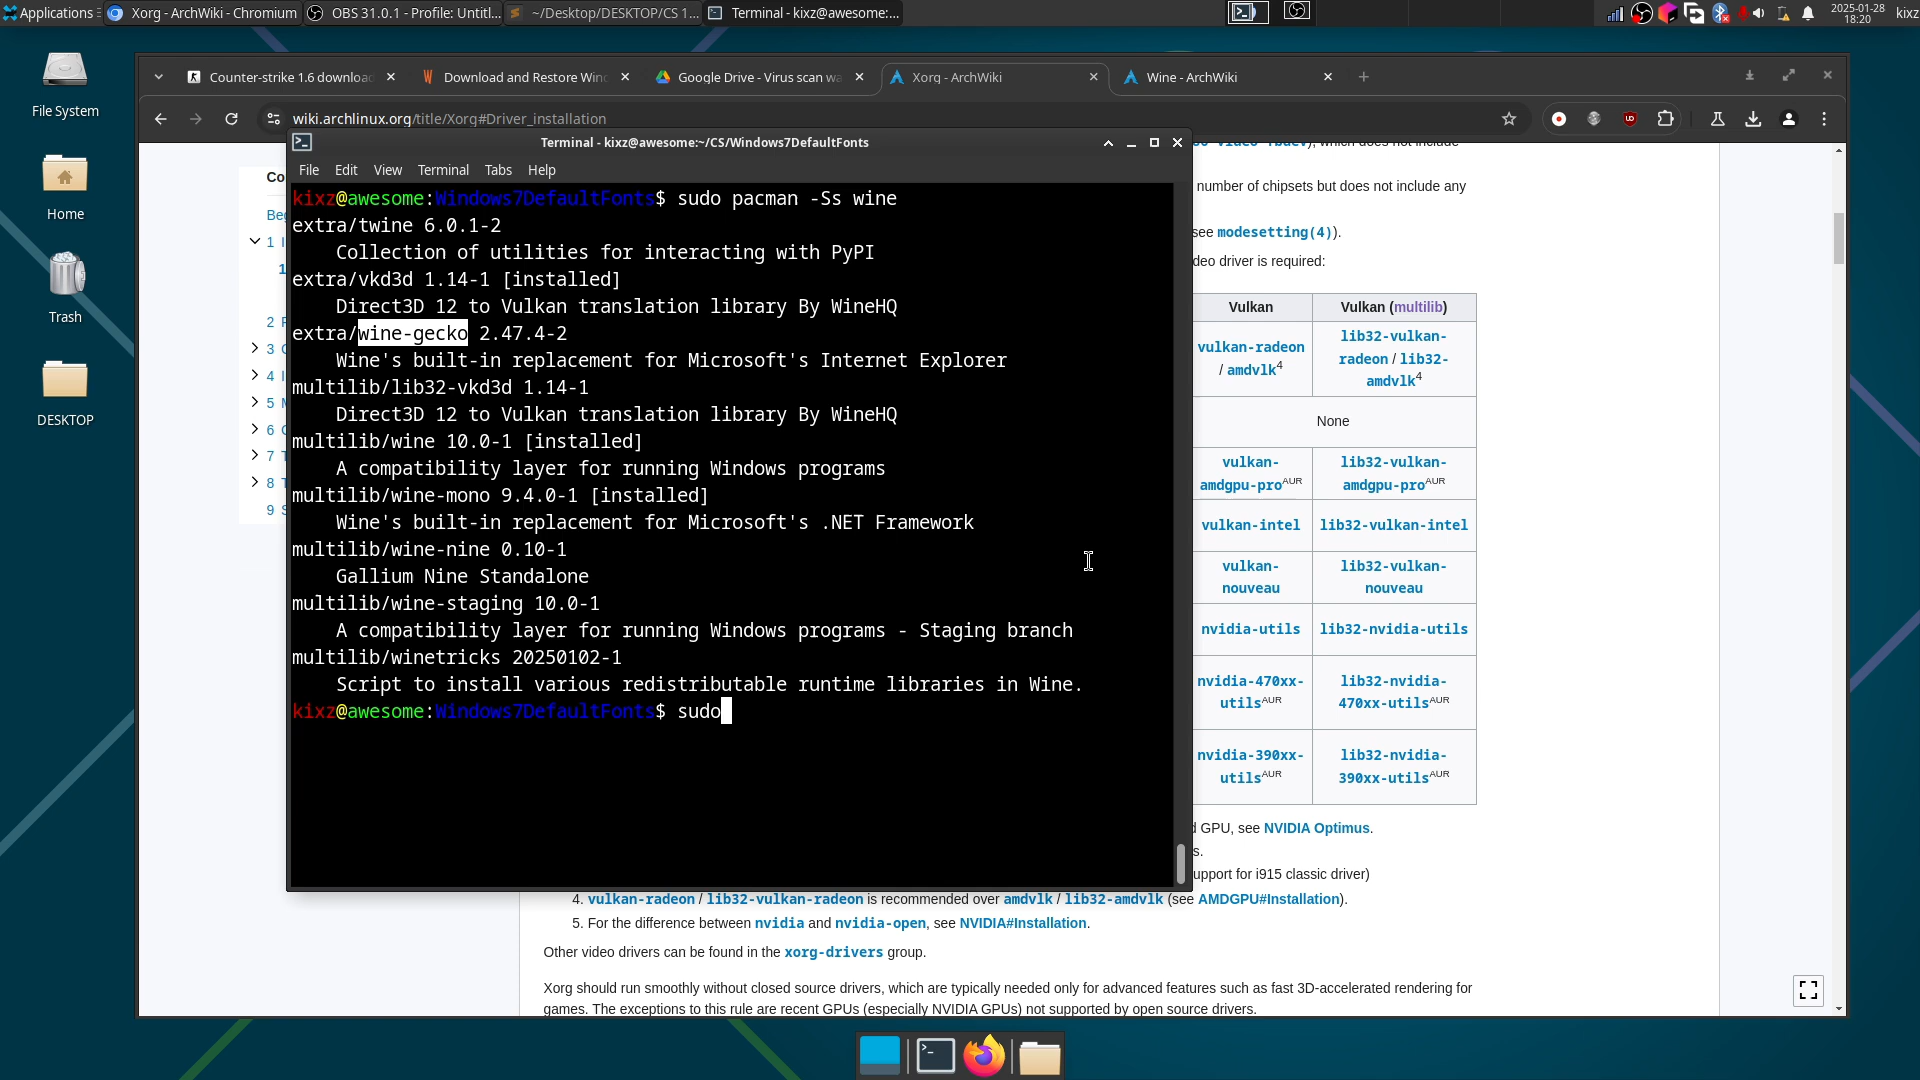 Applications
Xorg - ArchWiki - Chromium
OBS 31.0.1 - Profile: Untitl...
~/Desktop/DESKTOP/CS 1...
Terminal - kixz@awesome:...
2025-01-28
18:20
kixz
File System
Home
Trash
DESKTOP
Counter-strike 1.6 download
Download and Restore Win
Google Drive - Virus scan wa
Xorg - ArchWiki
Wine - ArchWiki
wiki.archlinux.org/title/Xorg#Driver_installation
Terminal - kixz@awesome:~/CS/Windows7DefaultFonts
File Edit View Terminal Tabs Help
kixz@awesome:Windows7DefaultFonts$ sudo pacman -Ss wine
extra/twine 6.0.1-2
Collection of utilities for interacting with PyPI
extra/vkd3d 1.14-1 [installed]
Direct3D 12 to Vulkan translation library By WineHQ
extra/wine-gecko 2.47.4-2
Wine's built-in replacement for Microsoft's Internet Explorer
multilib/lib32-vkd3d 1.14-1
Direct3D 12 to Vulkan translation library By WineHQ
multilib/wine 10.0-1 [installed]
A compatibility layer for running Windows programs
multilib/wine-mono 9.4.0-1 [installed]
Wine's built-in replacement for Microsoft's .NET Framework
multilib/wine-nine 0.10-1
Gallium Nine Standalone
multilib/wine-staging 10.0-1
A compatibility layer for running Windows programs - Staging branch
multilib/winetricks 20250102-1
Script to install various redistributable runtime libraries in Wine.
kixz@awesome:Windows7DefaultFonts$ sudo
Co
Be
1
1
2
3
4
5
6
7
8
9
which does not include
number of chipsets but does not include any
see modesetting(4)).
deo driver is required:
Vulkan
Vulkan (multilib)
vulkan-radeon
/ amdvlk4
lib32-vulkan-
radeon / lib32-
amdvlk4
None
vulkan-
amdgpu-proAUR
lib32-vulkan-
amdgpu-proAUR
vulkan-intel
lib32-vulkan-intel
vulkan-
nouveau
lib32-vulkan-
nouveau
nvidia-utils
lib32-nvidia-utils
nvidia-470xx-
utilsAUR
lib32-nvidia-
470xx-utilsAUR
nvidia-390xx-
utilsAUR
lib32-nvidia-
390xx-utilsAUR
d GPU, see NVIDIA Optimus.
s.
upport for i915 classic driver)
4. vulkan-radeon / lib32-vulkan-radeon is recommended over amdvlk / lib32-amdvlk (see AMDGPU#Installation).
5. For the difference between nvidia and nvidia-open, see NVIDIA#Installation.
Other video drivers can be found in the xorg-drivers group.
Xorg should run smoothly without closed source drivers, which are typically needed only for advanced features such as fast 3D-accelerated rendering for
games. The exceptions to this rule are recent GPUs (especially NVIDIA GPUs) not supported by open source drivers.